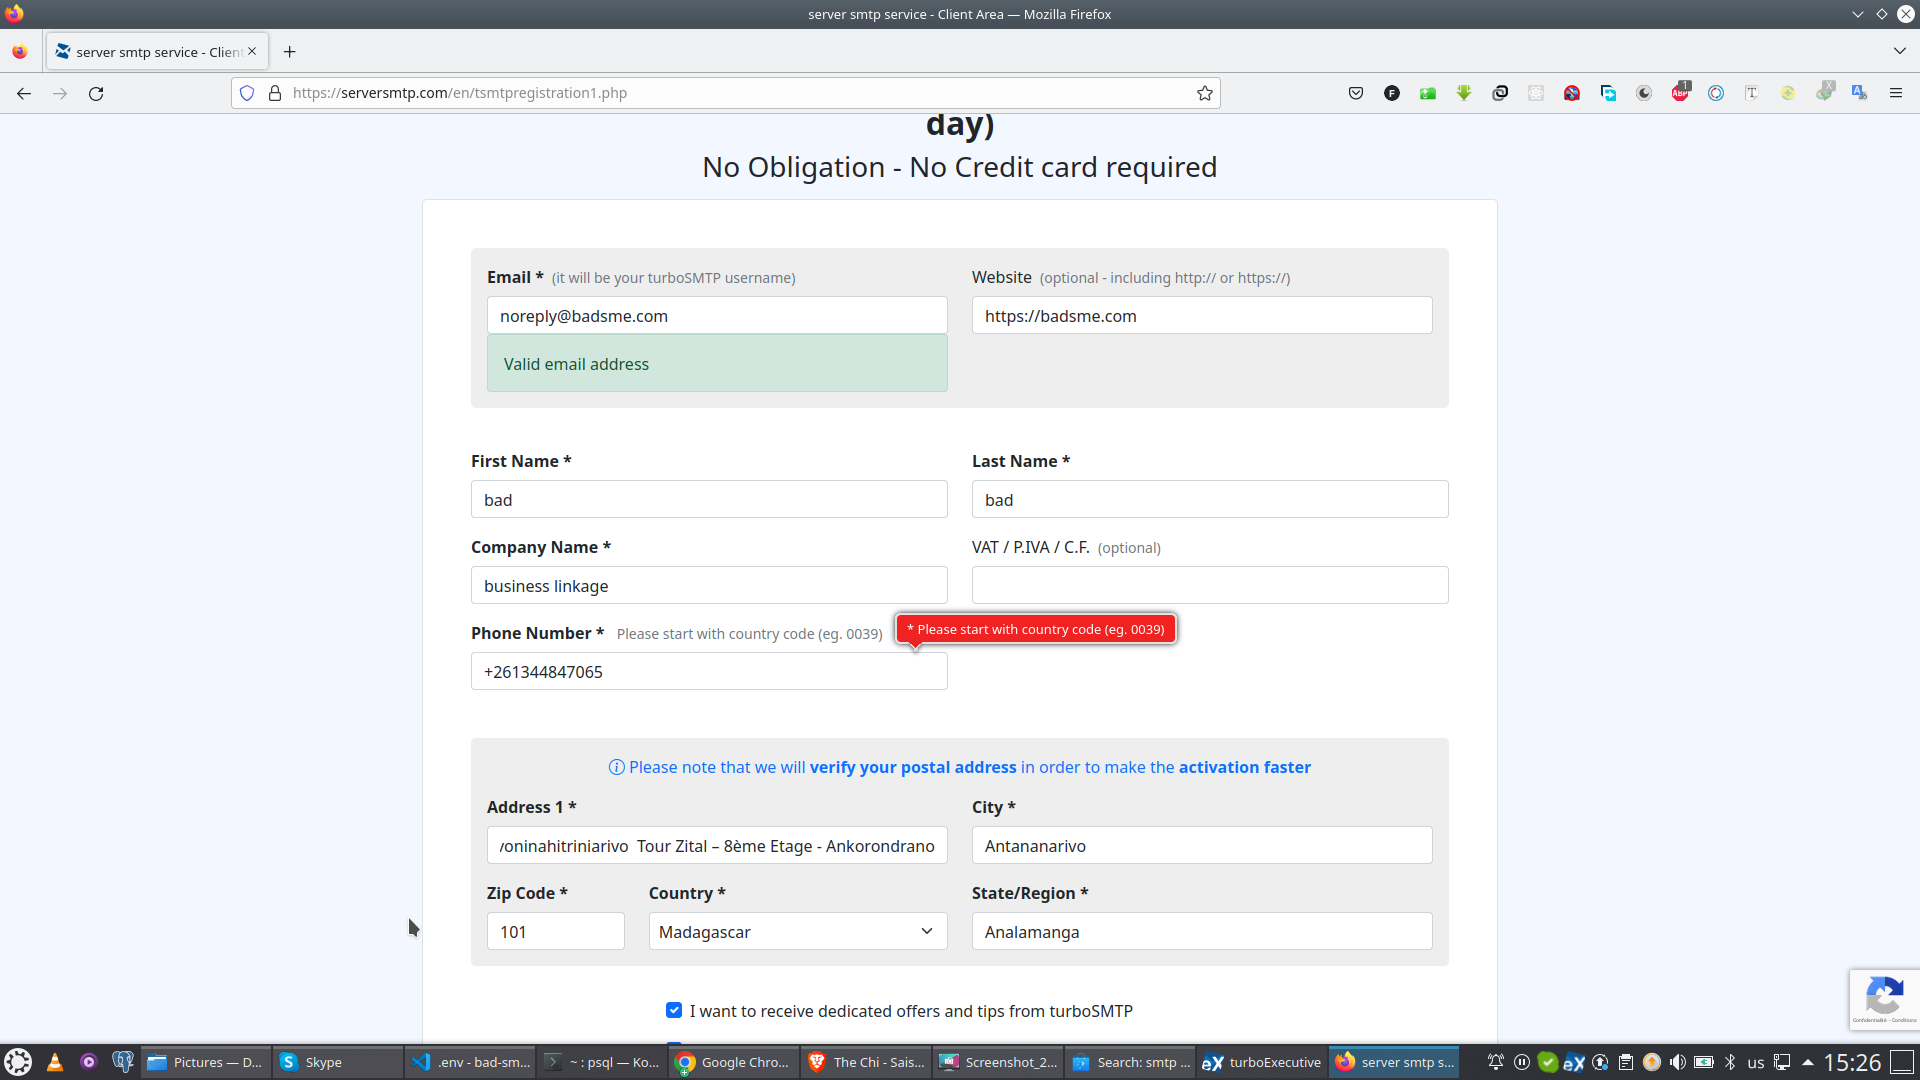 server smtp service - Client Area — Mozilla Firefox
server smtp service - Client
https://serversmtp.com/en/tsmtpregistration1.php
day)
No Obligation - No Credit card required
Email * (it will be your turboSMTP username)
Website (optional - including http:// or https://)
noreply@badsme.com
https://badsme.com
Valid email address
First Name *
Last Name *
bad
bad
Company Name *
VAT / P.IVA / C.F. (optional)
business linkage
Phone Number * Please start with country code (eg. 0039)
* Please start with country code (eg. 0039)
+261344847065
Please note that we will verify your postal address in order to make the activation faster
Address 1 *
City *
voninahitriniarivo Tour Zital – 8ème Etage - Ankorondrano
Antananarivo
Zip Code *
Country *
State/Region *
101
Madagascar
Analamanga
I want to receive dedicated offers and tips from turboSMTP
Confidentialité - Conditions
Pictures — D...
Skype
.env - bad-sm...
~ : psql — Ko...
Google Chro...
The Chi - Sais...
Screenshot_2...
Search: smtp ...
turboExecutive
server smtp s...
us
15:26